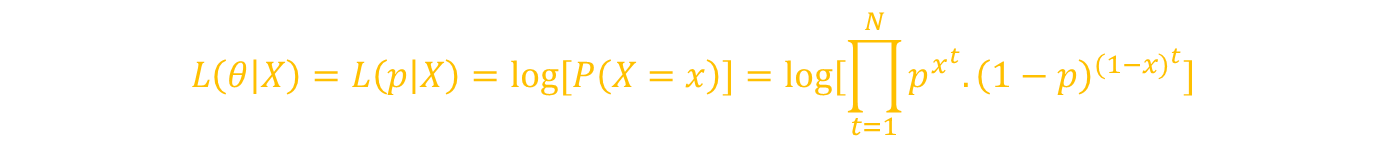 L(θ|X) = L(p|X) = log[P(X = x)] = log[∏_{t=1}^{N} p^{x^t}.(1 − p)^{(1−x)^t}]